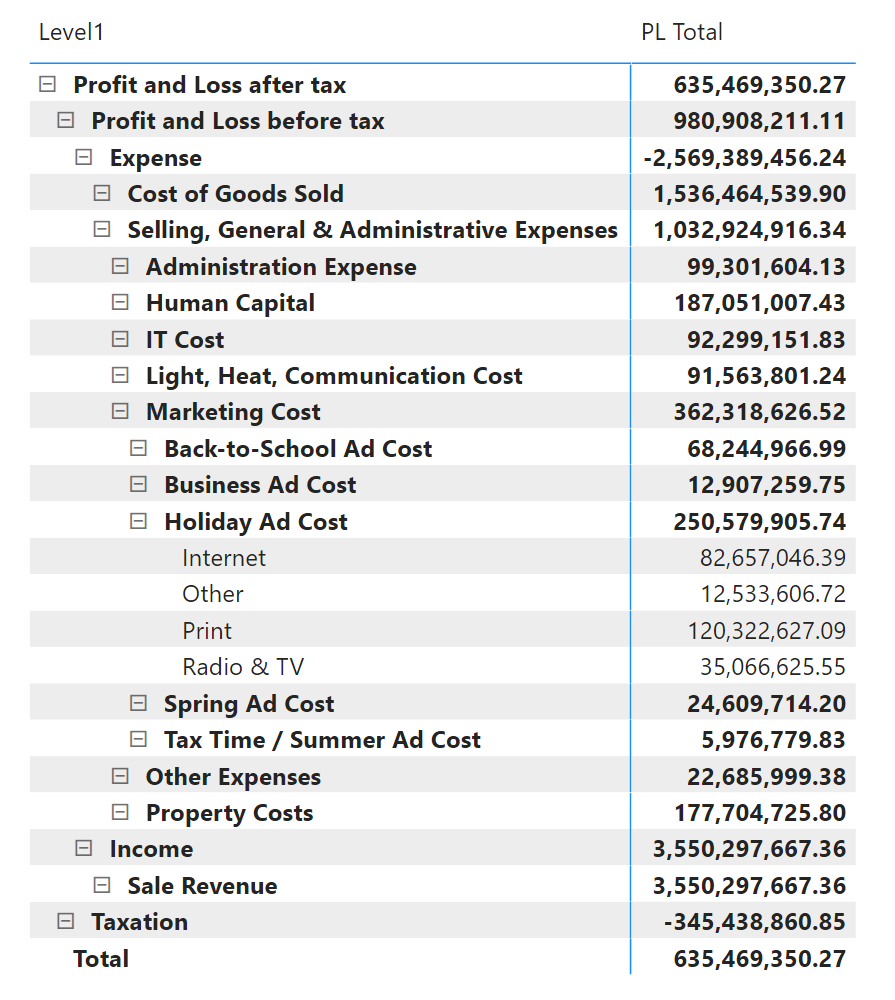 Level1 PL Total
Profit and Loss after tax 635,469,350.27
Profit and Loss before tax 980,908,211.11
Expense -2,569,389,456.24
Cost of Goods Sold 1,536,464,539.90
Selling, General & Administrative Expenses 1,032,924,916.34
Administration Expense 99,301,604.13
Human Capital 187,051,007.43
IT Cost 92,299,151.83
Light, Heat, Communication Cost 91,563,801.24
Marketing Cost 362,318,626.52
Back-to-School Ad Cost 68,244,966.99
Business Ad Cost 12,907,259.75
Holiday Ad Cost 250,579,905.74
Internet 82,657,046.39
Other 12,533,606.72
Print 120,322,627.09
Radio & TV 35,066,625.55
Spring Ad Cost 24,609,714.20
Tax Time / Summer Ad Cost 5,976,779.83
Other Expenses 22,685,999.38
Property Costs 177,704,725.80
Income 3,550,297,667.36
Sale Revenue 3,550,297,667.36
Taxation -345,438,860.85
Total 635,469,350.27